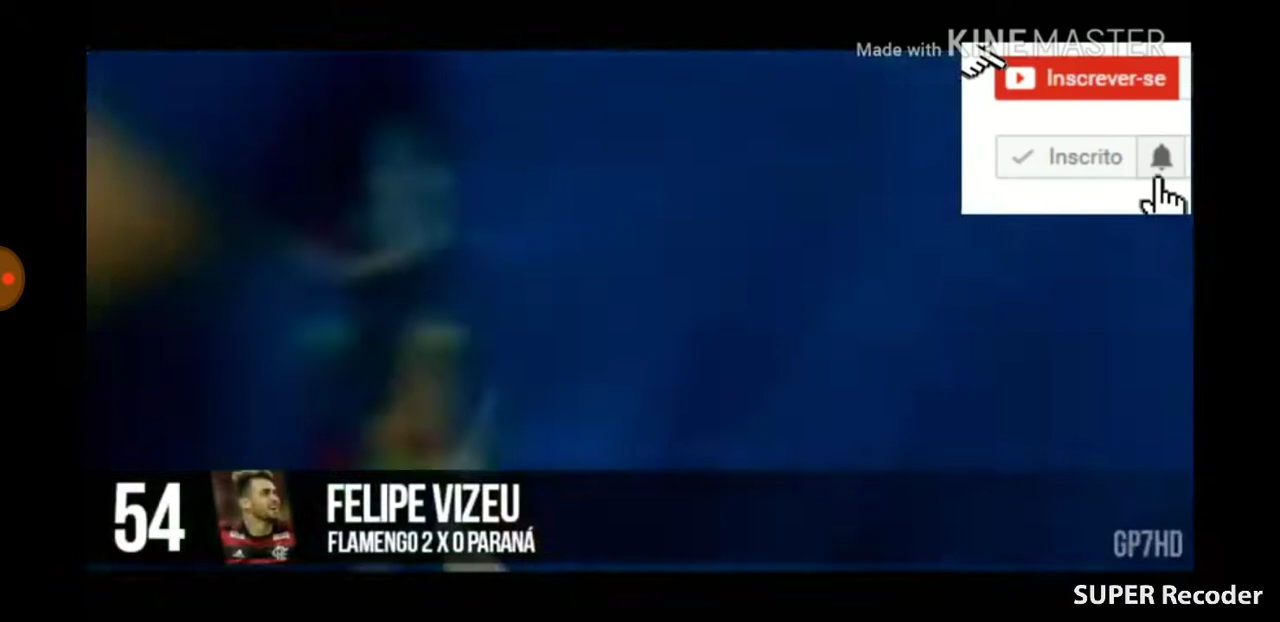 Made with KINEMASTER
Inscrever-se
Inscrito
54
FELIPE VIZEU
FLAMENGO 2 X 0 PARANÁ
GP7HD
SUPER Recoder